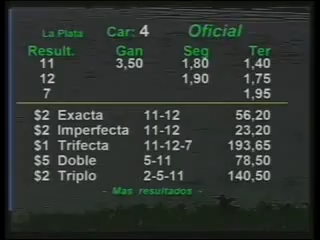 La Plata Car: 4 Oficial
Result. Gan Seg Ter
11 3,50 1,80 1,40
12 1,90 1,75
7 1,95
$2 Exacta 11-12 56,20
$2 Imperfecta 11-12 23,20
$1 Trifecta 11-12-7 193,65
$5 Doble 5-11 78,50
$2 Triplo 2-5-11 140,50
- Mas resultados -